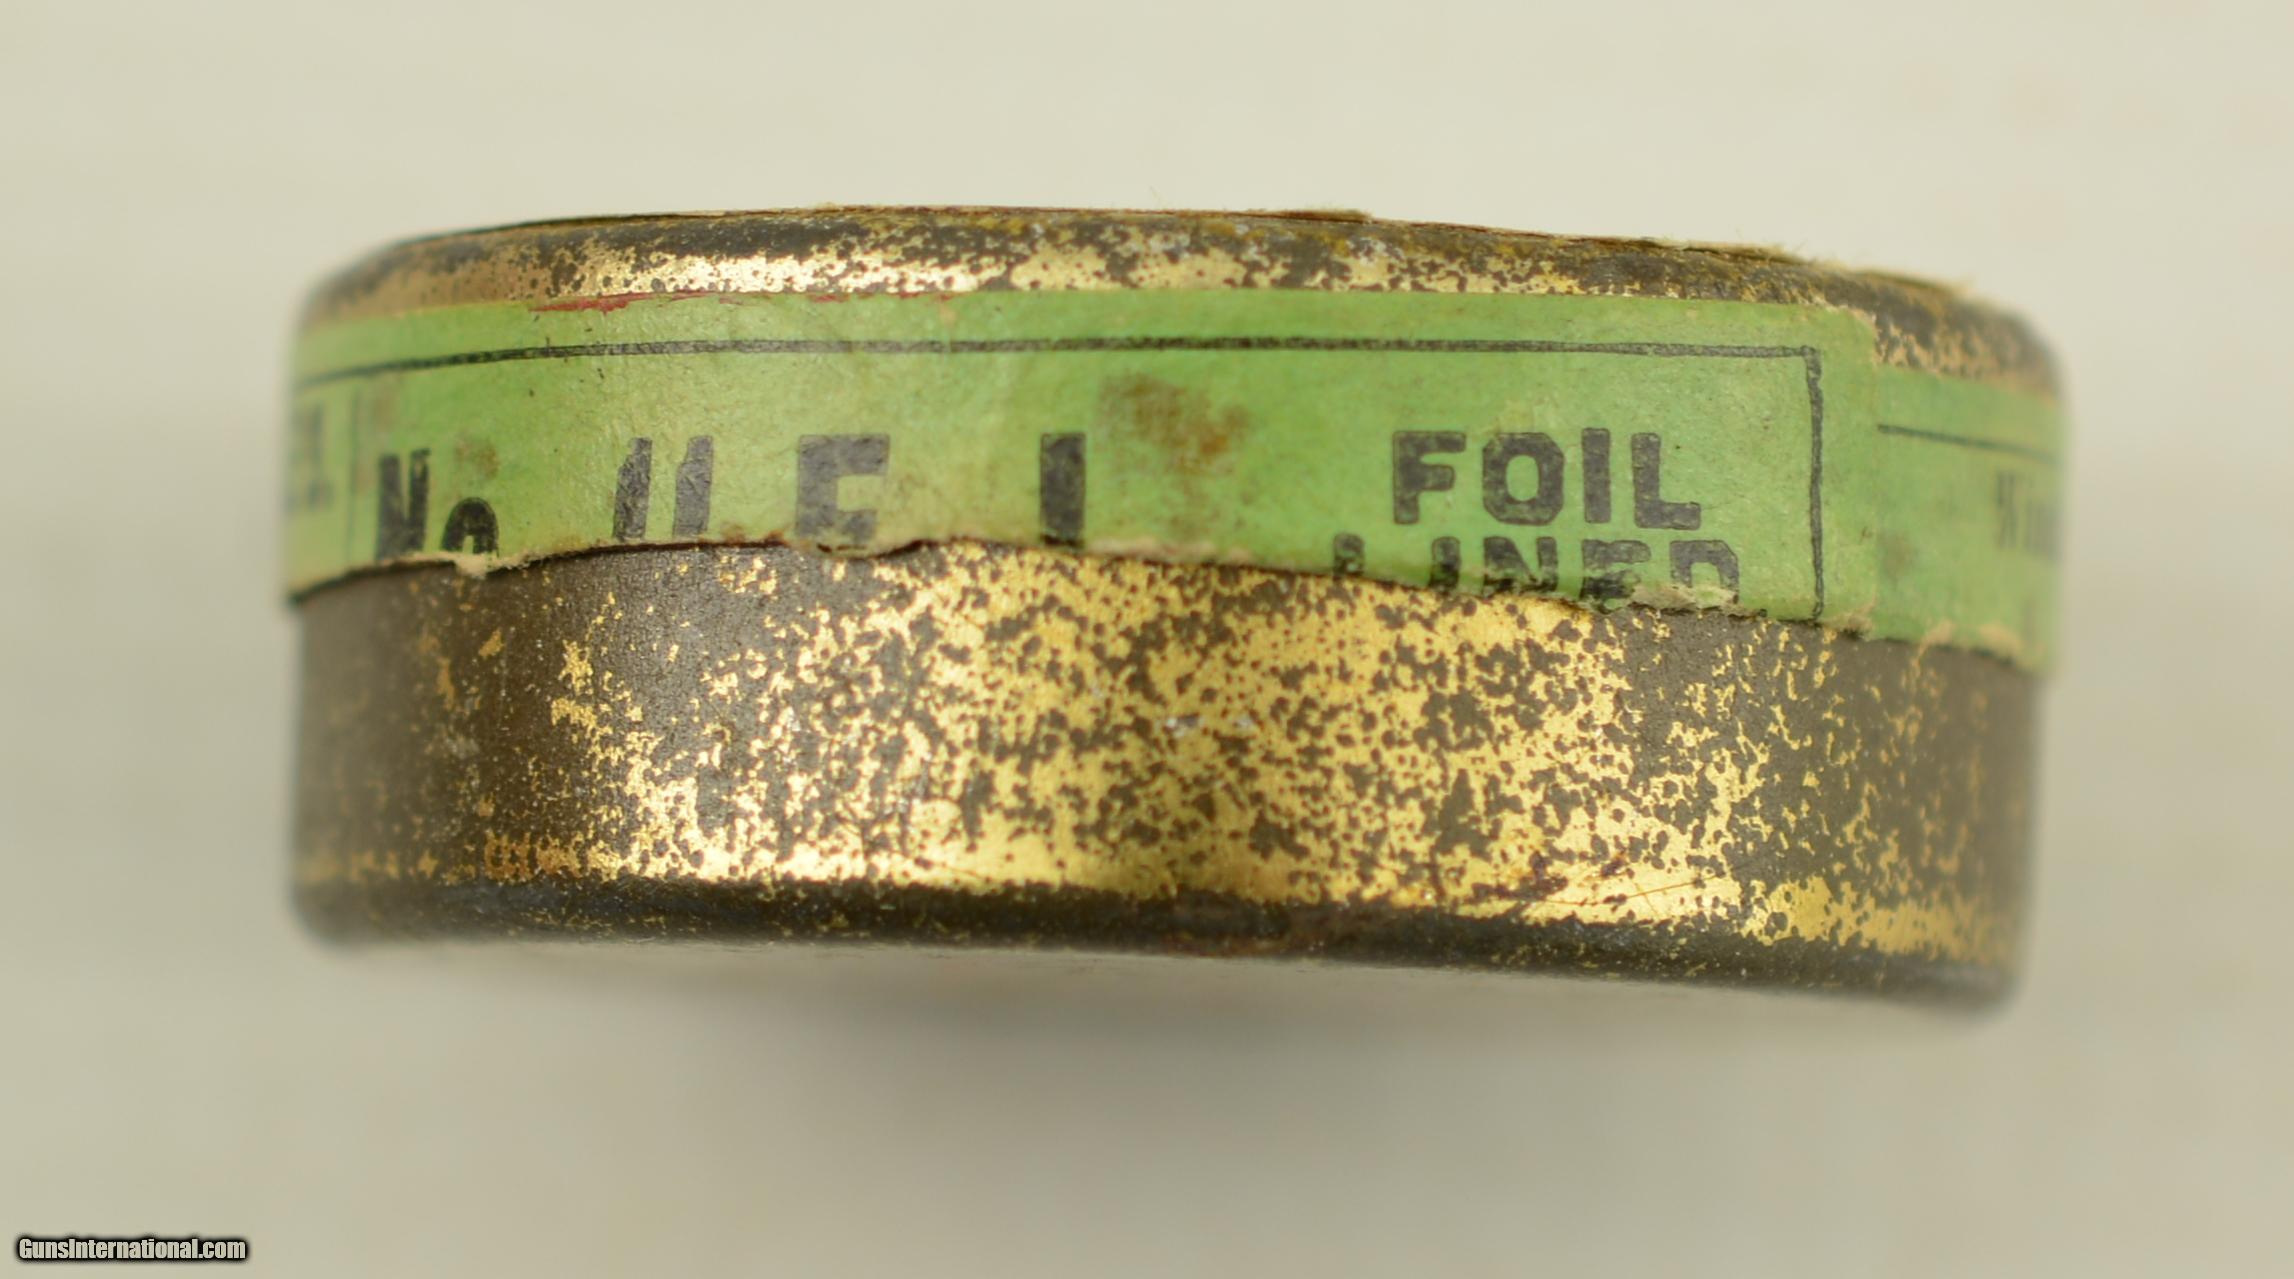 No 11 F L
FOIL
LINED
GunsInternational.com